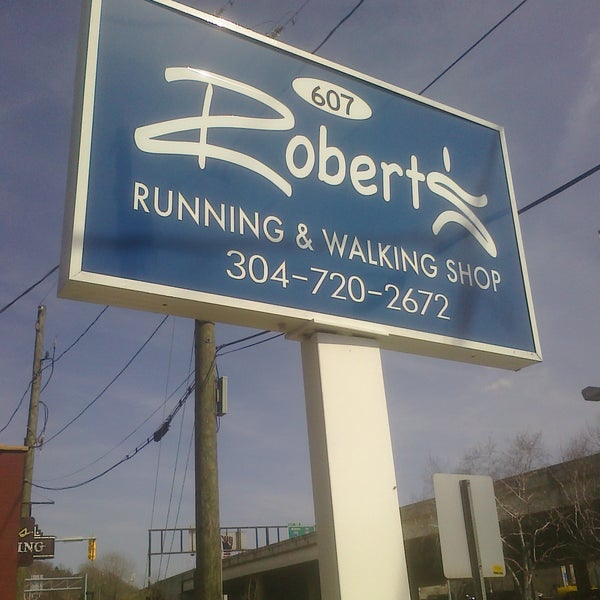 607
Robert's
RUNNING & WALKING SHOP
304-720-2672
ING